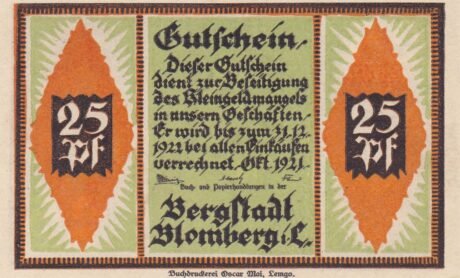 Gutschein
Dieser Gutschein
dient zur Beseitigung
des Kleingeldmangels
in unsern Geschäften.
Er wird bis zum 31.12.
1922 bei allen Einkäufen
verrechnet. Okt. 1921.
Buch- und Papierhandlungen in der
Bergstadt
Blomberg i. L.
25
Pf
25
Pf
Buchdruckerei Oscar Mol, Lemgo.